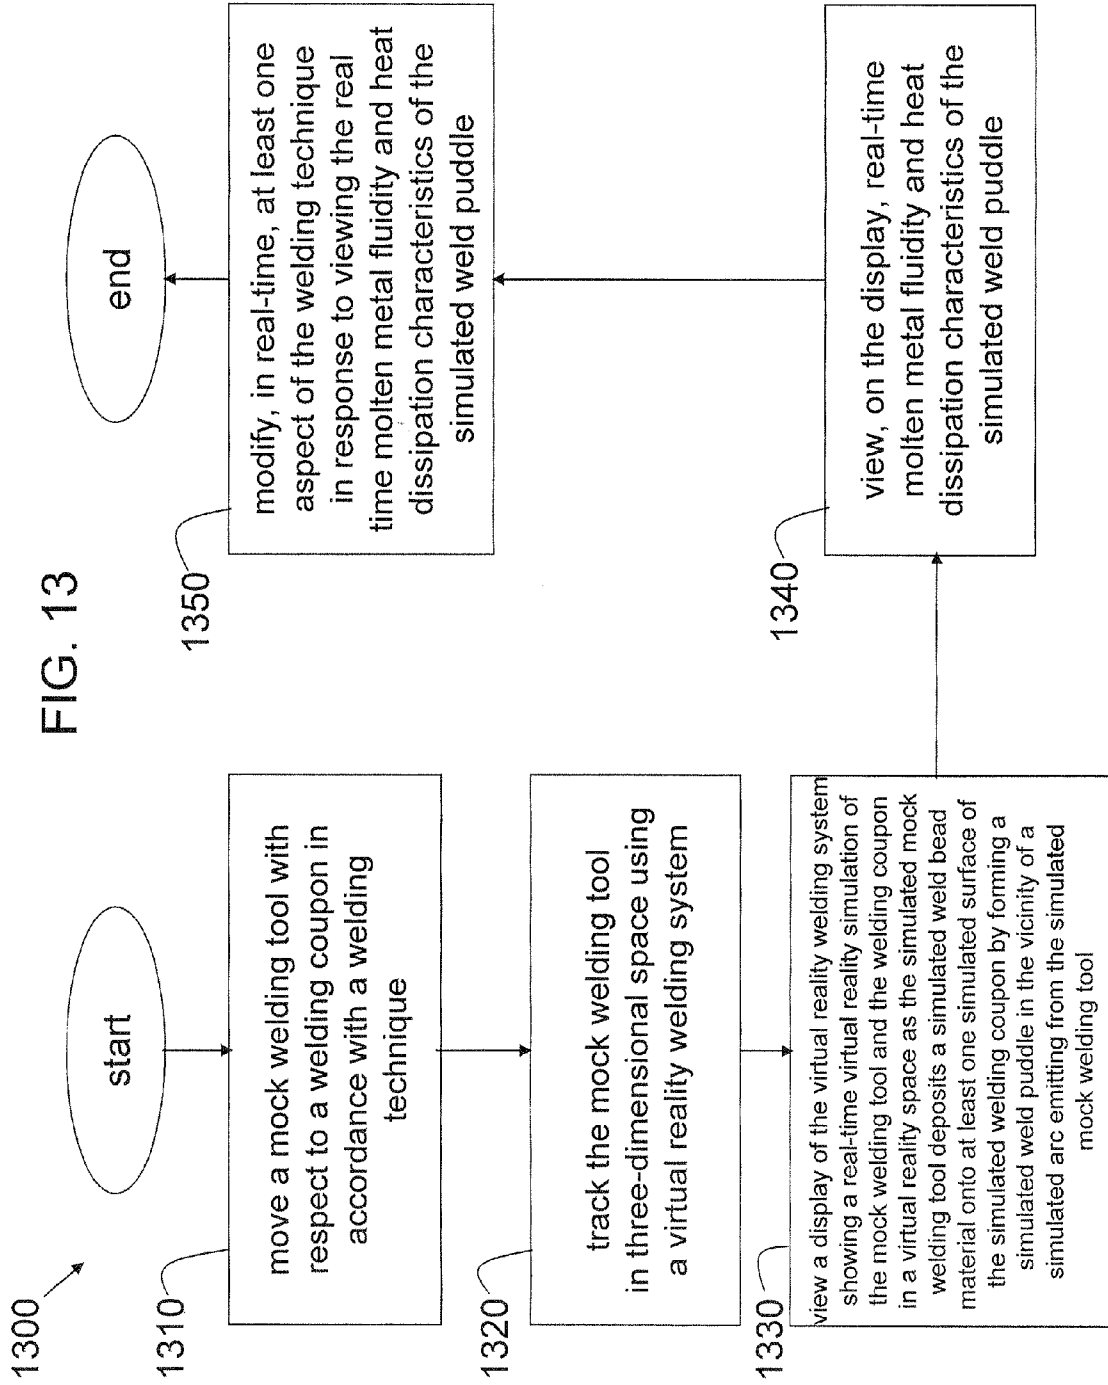 FIG. 13
1300
start
1310
move a mock welding tool with
respect to a welding coupon in
accordance with a welding
technique
1320
track the mock welding tool
in three-dimensional space using
a virtual reality welding system
1330
view a display of the virtual reality welding system
showing a real-time virtual reality simulation of
the mock welding tool and the welding coupon
in a virtual reality space as the simulated mock
welding tool deposits a simulated weld bead
material onto at least one simulated surface of
the simulated welding coupon by forming a
simulated weld puddle in the vicinity of a
simulated arc emitting from the simulated
mock welding tool
1340
view, on the display, real-time
molten metal fluidity and heat
dissipation characteristics of the
simulated weld puddle
1350
modify, in real-time, at least one
aspect of the welding technique
in response to viewing the real
time molten metal fluidity and heat
dissipation characteristics of the
simulated weld puddle
end